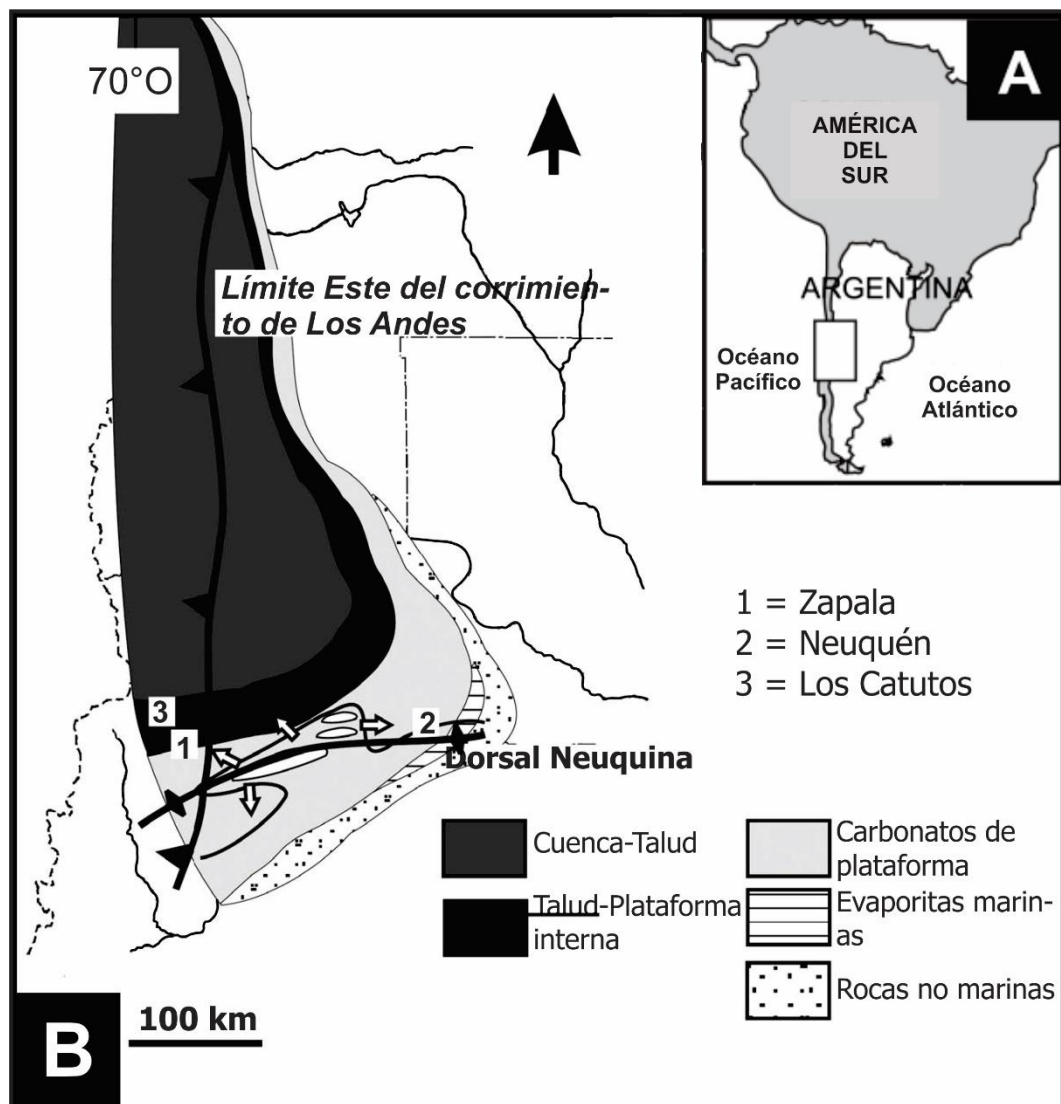 70°O
A
AMÉRICA
DEL
SUR
ARGENTINA
Océano
Pacífico
Océano
Atlántico
Límite Este del corrimien-
to de Los Andes
1 = Zapala
2 = Neuquén
3 = Los Catutos
3
1
2
Dorsal Neuquina
Cuenca-Talud
Talud-Plataforma
interna
Carbonatos de
plataforma
Evaporitas marin-
as
Rocas no marinas
B
100 km